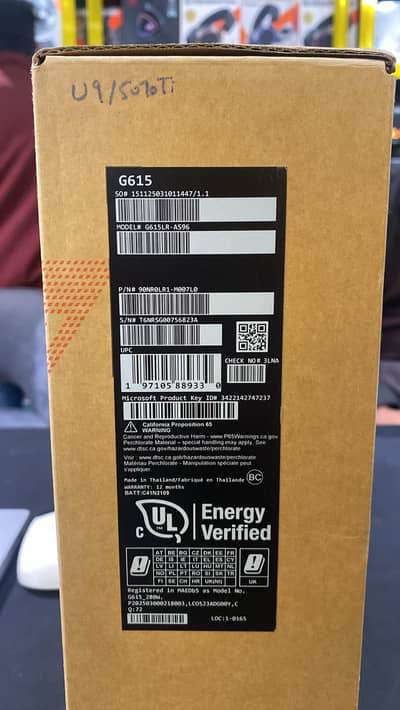 U9/5070Ti
G615
SO# 151125031011447/1.1
MODEL# G615LR-AS96
P/N# 90NR0LR1-M007L0
S/N# T6NRSG00756823A
UPC
CHECK NO# 3LNA
1 97105 88933 0
Microsoft Product Key ID# 3422142747237
California Proposition 65
WARNING
Cancer and Reproductive Harm - www.P65Warnings.ca.gov
Perchlorate Material – special handling may apply. See
www.dtsc.ca.gov/hazardouswaste/perchlorate
Voir www.dtsc.ca.gov/hazardouswaste/perchlorate
Matériau Perchlorate - Manipulation spéciale peut
s'appliquer.
Made in Thailand/Fabriqué en Thaïlande
BC
WARRANTY: 12 months
BATT:C41N2109
C UL Energy
Verified
AT BE BG CZ DK EE FR
DE IS IE IT EL ES CY
LV LI LT LU HU MT NL
NO PL PT RO SI SK TR
FI SE CH HR UK(NI)
UK
Registered in MAEDbS as Model No.
G615_280W.
P202503000218003,LCO523ADG00Y,C
Q:72
LOC:1-0165